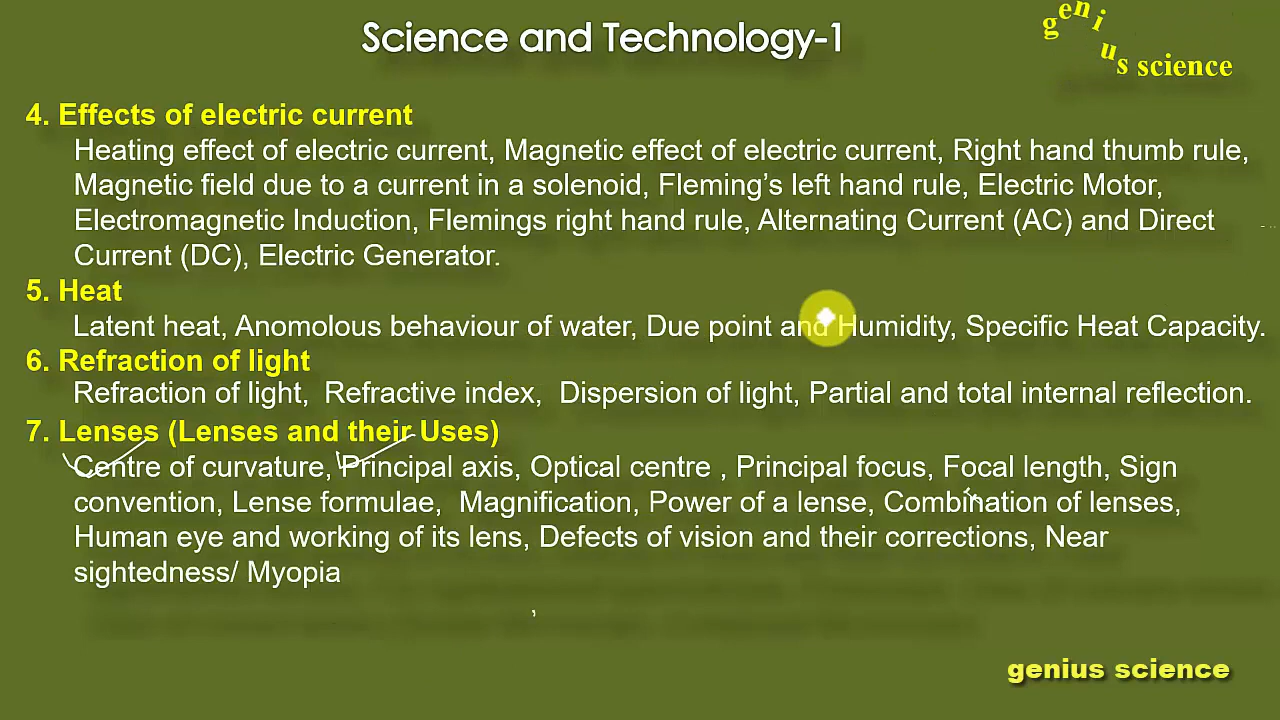 Science and Technology-1
genius science
4. Effects of electric current
Heating effect of electric current, Magnetic effect of electric current, Right hand thumb rule,
Magnetic field due to a current in a solenoid, Fleming’s left hand rule, Electric Motor,
Electromagnetic Induction, Flemings right hand rule, Alternating Current (AC) and Direct
Current (DC), Electric Generator.
5. Heat
Latent heat, Anomolous behaviour of water, Due point and Humidity, Specific Heat Capacity.
6. Refraction of light
Refraction of light, Refractive index, Dispersion of light, Partial and total internal reflection.
7. Lenses (Lenses and their Uses)
Centre of curvature, Principal axis, Optical centre , Principal focus, Focal length, Sign
convention, Lense formulae, Magnification, Power of a lense, Combination of lenses,
Human eye and working of its lens, Defects of vision and their corrections, Near
sightedness/ Myopia
,
genius science